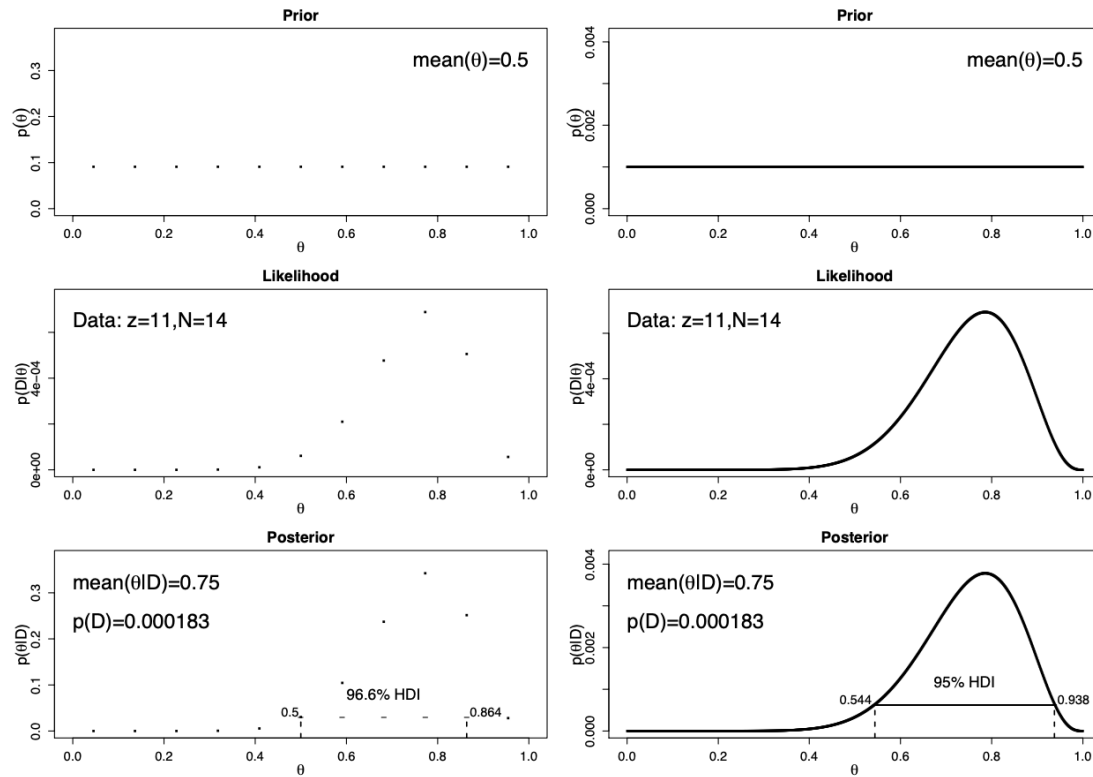 Prior
mean(θ)=0.5
p(θ)
0.0 0.1 0.2 0.3
0.0 0.2 0.4 0.6 0.8 1.0
θ
Prior
mean(θ)=0.5
p(θ)
0.000 0.002 0.004
0.0 0.2 0.4 0.6 0.8 1.0
θ
Likelihood
Data: z=11,N=14
p(D|θ)
0e+00 4e−04
0.0 0.2 0.4 0.6 0.8 1.0
θ
Likelihood
Data: z=11,N=14
p(D|θ)
0e+00 4e−04
0.0 0.2 0.4 0.6 0.8 1.0
θ
Posterior
mean(θ|D)=0.75
p(D)=0.000183
p(θ|D)
0.0 0.1 0.2 0.3
96.6% HDI
0.5 0.864
0.0 0.2 0.4 0.6 0.8 1.0
θ
Posterior
mean(θ|D)=0.75
p(D)=0.000183
p(θ|D)
0.000 0.002 0.004
95% HDI
0.544 0.938
0.0 0.2 0.4 0.6 0.8 1.0
θ